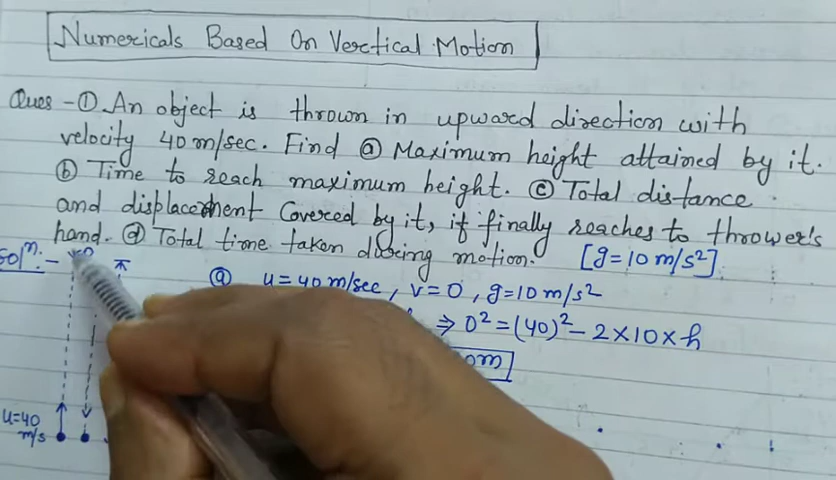 Numericals Based On Vertical Motion
Ques - ① An object is thrown in upward direction with
velocity 40 m/sec. Find ⓐ Maximum height attained by it.
ⓑ Time to reach maximum height. ⓒ Total distance
and displacement Covered by it, if finally reaches to thrower's
hand. ⓓ Total time taken during motion. [g=10 m/s²]
Solⁿ:-
ⓐ u=40 m/sec, v=0, g=10 m/s²
⇒ 0²=(40)²-2×10×h
u=40
m/s